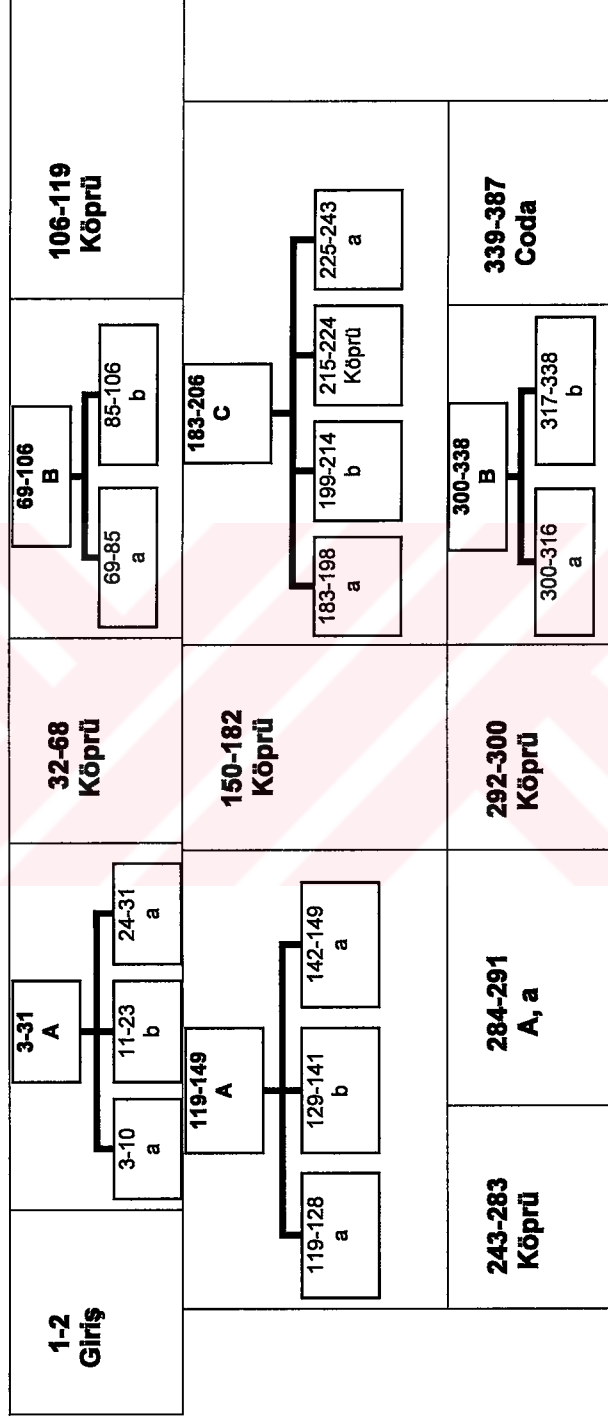 1-2
Giriş
3-31
A
3-10
a
11-23
b
24-31
a
32-68
Köprü
69-106
B
69-85
a
85-106
b
106-119
Köprü
119-149
A
119-128
a
129-141
b
142-149
a
150-182
Köprü
183-206
C
183-198
a
199-214
b
215-224
Köprü
225-243
a
243-283
Köprü
284-291
A, a
292-300
Köprü
300-338
B
300-316
a
317-338
b
339-387
Coda